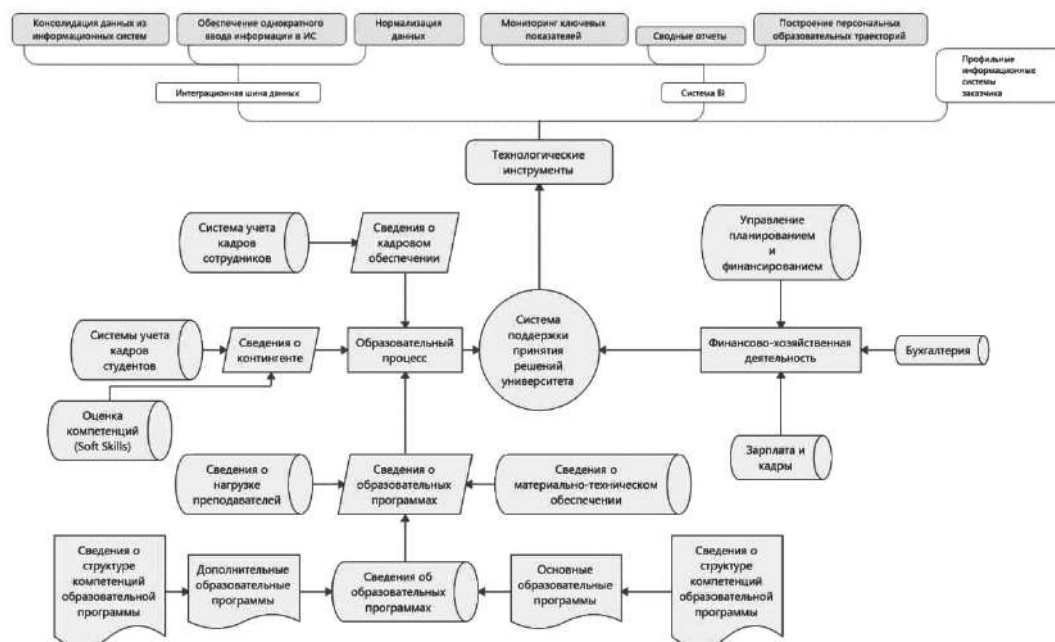 Консолидация данных из
информационных систем
Обеспечение однократного
ввода информации в ИС
Нормализация
данных
Мониторинг ключевых
показателей
Сводные отчеты
Построение персональных
образовательных траекторий
Интеграционная шина данных
Система BI
Профильные
информационные
системы
заказчика
Технологические
инструменты
Система учета
кадров
сотрудников
Сведения о
кадровом
обеспечении
Управление
планированием
и
финансированием
Системы учета
кадров
студентов
Сведения о
контингенте
Образовательный
процесс
Система
поддержки
принятия
решений
университета
Финансово-хозяйственная
деятельность
Бухгалтерия
Оценка
компетенций
(Soft Skills)
Зарплата и
кадры
Сведения о
нагрузке
преподавателей
Сведения о
образовательных
программах
Сведения о
материально-техническом
обеспечении
Сведения о
структуре
компетенций
образовательной
программы
Дополнительные
образовательные
программы
Сведения об
образовательных
программах
Основные
образовательные
программы
Сведения о
структуре
компетенций
образовательной
программы